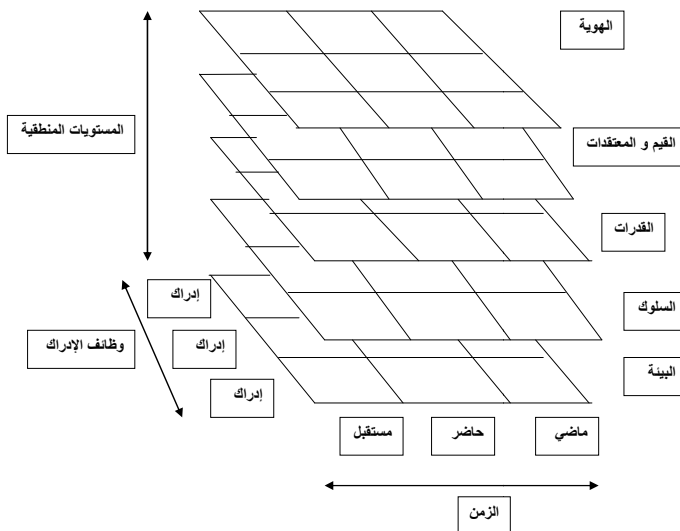 الهوية
المستويات المنطقية
القيم و المعتقدات
القدرات
السلوك
البيئة
إدراك
إدراك
إدراك
وظائف الإدراك
ماضي
حاضر
مستقبل
الزمن